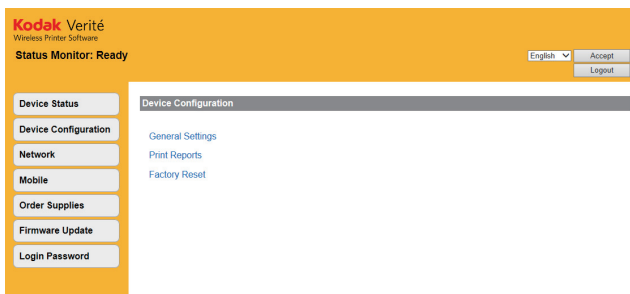 Kodak Verité
Wireless Printer Software
Status Monitor: Ready
English
Accept
Logout
Device Status
Device Configuration
Network
Mobile
Order Supplies
Firmware Update
Login Password
Device Configuration
General Settings
Print Reports
Factory Reset